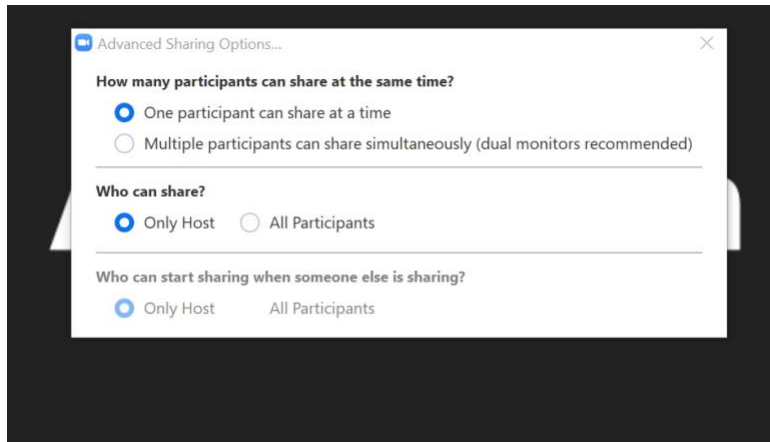 Advanced Sharing Options...
How many participants can share at the same time?
One participant can share at a time
Multiple participants can share simultaneously (dual monitors recommended)
Who can share?
Only Host All Participants
Who can start sharing when someone else is sharing?
Only Host All Participants